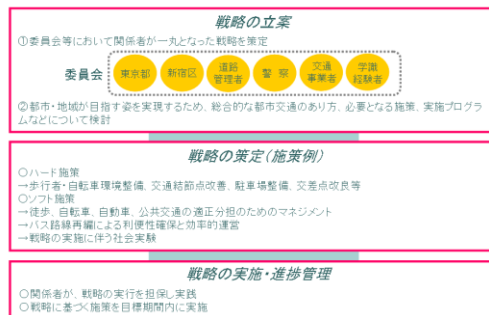 戦略の立案
①委員会等において関係者が一丸となった戦略を策定
委員会 東京都 新宿区 道路管理者 警察 交通事業者 学識経験者
②都市・地域が目指す姿を実現するため、総合的な都市交通のあり方、必要となる施策、実施プログラ
ムなどについて検討
戦略の策定(施策例)
○ハード施策
→歩行者・自転車環境整備、交通結節点改善、駐車場整備、交差点改良等
○ソフト施策
→徒歩、自転車、自動車、公共交通の適正分担のためのマネジメント
→バス路線再編による利便性確保と効率的運営
→戦略の実施に伴う社会実験
戦略の実施・進捗管理
○関係者が、戦略の実行を担保し実践
○戦略に基づく施策を目標期間内に実施